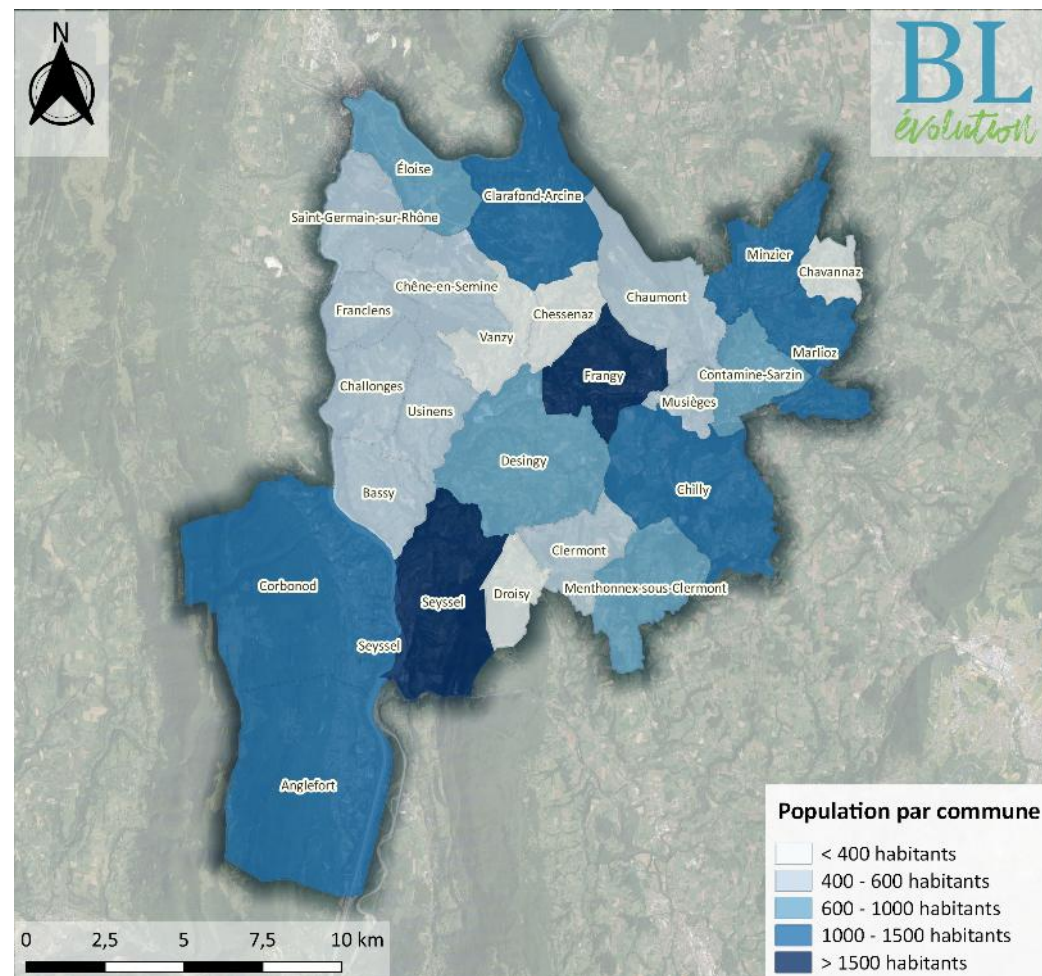 N
BL
évolution
Éloise
Clarafond-Arcine
Saint-Germain-sur-Rhône
Minzier
Chavannaz
Chêne-en-Semine
Chaumont
Franclens
Chessenaz
Vanzy
Marlioz
Frangy
Contamine-Sarzin
Challonges
Musièges
Usinens
Desingy
Chilly
Bassy
Clermont
Corbonod
Menthonnex-sous-Clermont
Droisy
Seyssel
Seyssel
Anglefort
Population par commune
< 400 habitants
400 - 600 habitants
600 - 1000 habitants
1000 - 1500 habitants
> 1500 habitants
0 2,5 5 7,5 10 km